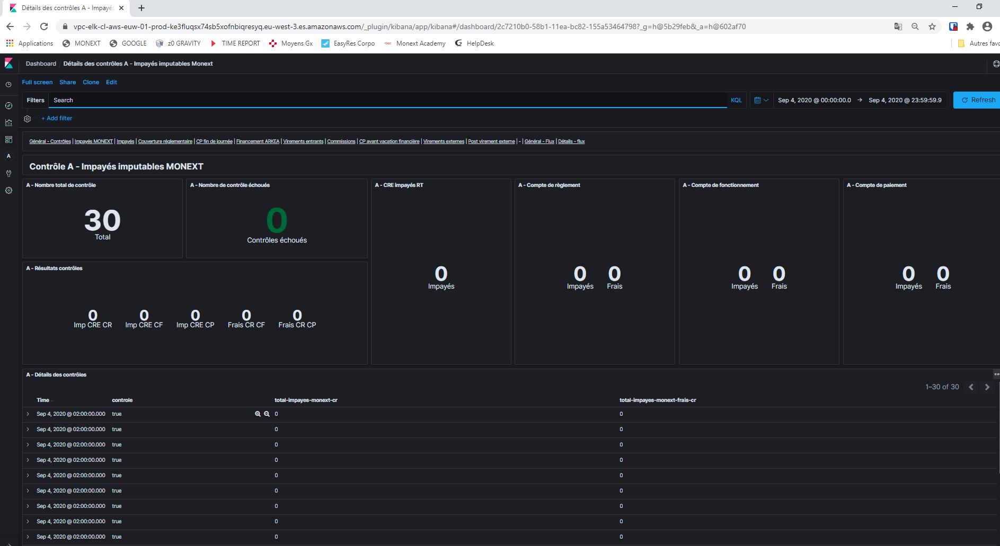 Détails des contrôles A - Impayés
vpc-elk-cl-aws-euw-01-prod-ke3fluqsx74sb5xofnbiqresyq.eu-west-3.es.amazonaws.com/_plugin/kibana/app/kibana#/dashboard/2c7210b0-58b1-11ea-bc82-155a53464798?_g=h@5b29feb&_a=h@602af70
Applications MONEXT GOOGLE z0 GRAVITY TIME REPORT Moyens Gx EasyRes Corpo Monext Academy HelpDesk Autres favo
Dashboard / Détails des contrôles A - Impayés imputables Monext
Full screen Share Clone Edit
Filters Search KQL Sep 4, 2020 @ 00:00:00.0 → Sep 4, 2020 @ 23:59:59.9 Refresh
+ Add filter
Général - Contrôles | Impayés MONEXT | Impayés | Couverture réglementaire | CP fin de journée | Financement ARKEA | Virements entrants | Commissions | CP avant vacation financière | Virements externes | Post virement externe | - | Général - Flux | Détails - flux
A
Contrôle A - Impayés imputables MONEXT
A - Nombre total de contrôle
30
Total
A - Nombre de contrôle échoués
0
Contrôles échoués
A - CRE impayés RT
0
Impayés
A - Compte de règlement
0 0
Impayés Frais
A - Compte de fonctionnement
0 0
Impayés Frais
A - Compte de paiement
0 0
Impayés Frais
A - Résultats contrôles
0 0 0 0 0
Imp CRE CR Imp CRE CF Imp CRE CP Frais CR CF Frais CR CP
A - Détails des contrôles
1–30 of 30
Time controle total-impayes-monext-cr total-impayes-monext-frais-cr
Sep 4, 2020 @ 02:00:00.000 true 0 0
Sep 4, 2020 @ 02:00:00.000 true 0 0
Sep 4, 2020 @ 02:00:00.000 true 0 0
Sep 4, 2020 @ 02:00:00.000 true 0 0
Sep 4, 2020 @ 02:00:00.000 true 0 0
Sep 4, 2020 @ 02:00:00.000 true 0 0
Sep 4, 2020 @ 02:00:00.000 true 0 0
Sep 4, 2020 @ 02:00:00.000 true 0 0
Sep 4, 2020 @ 02:00:00.000 true 0 0